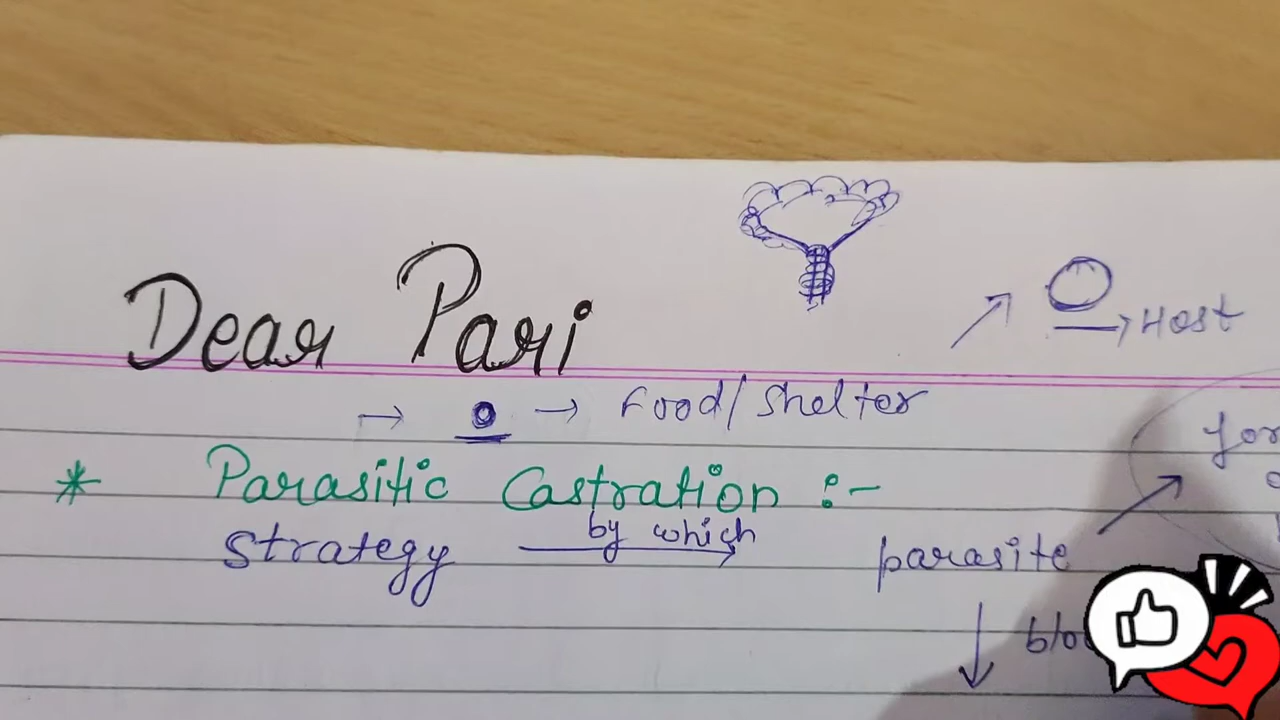 Dear Pari
→ Host
→ → Food/Shelter
* Parasitic Castration :-
Strategy by which → parasite
↓